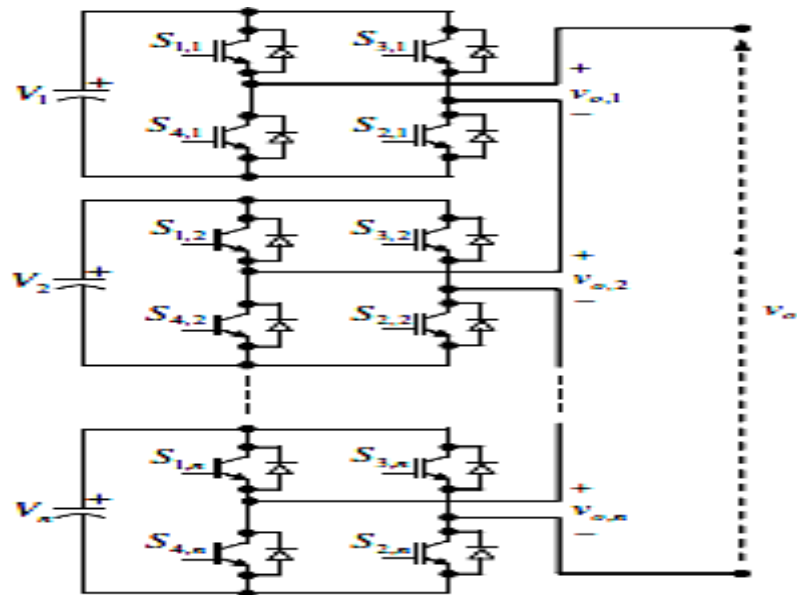 S1,1 S3,1
+ +
V1 vo,1
S4,1 S2,1 −
S1,2 S3,2
+ +
V2 vo,2
S4,2 S2,2 −
vo
S1,n S3,n
+ +
Vn vo,n
S4,n S2,n −